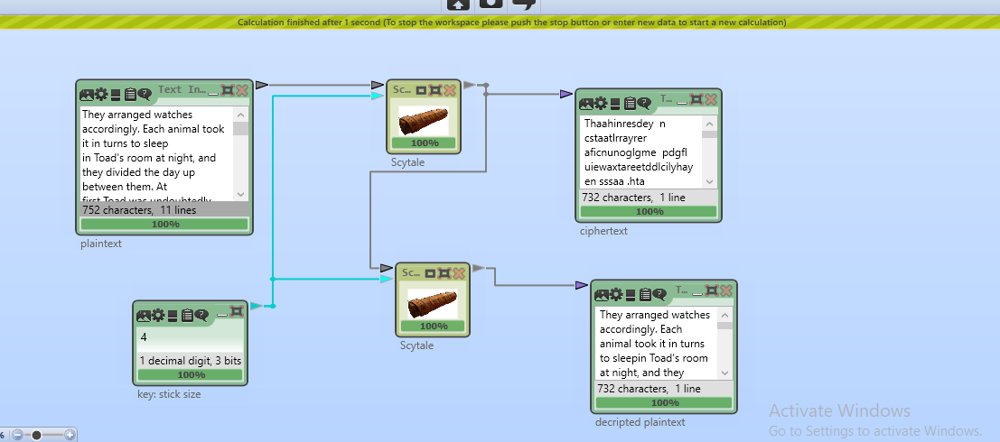 Calculation finished after 1 second (To stop the workspace please push the stop button or enter new data to start a new calculation)
Text In...
They arranged watches
accordingly. Each animal took
it in turns to sleep
in Toad's room at night, and
they divided the day up
between them. At
first Toad was undoubtedly
752 characters, 11 lines
100%
plaintext
Sc...
100%
Scytale
T...
Thaahinresdey n
cstaatlrrayrer
aficnunoglgme pdgfl
uiewaxtareetddlcilyhay
en sssaa .hta
732 characters, 1 line
100%
ciphertext
Sc...
100%
Scytale
4
1 decimal digit, 3 bits
100%
key: stick size
T...
They arranged watches
accordingly. Each
animal took it in turns
to sleepin Toad's room
at night, and they
732 characters, 1 line
100%
decripted plaintext
Activate Windows
Go to Settings to activate Windows.
%